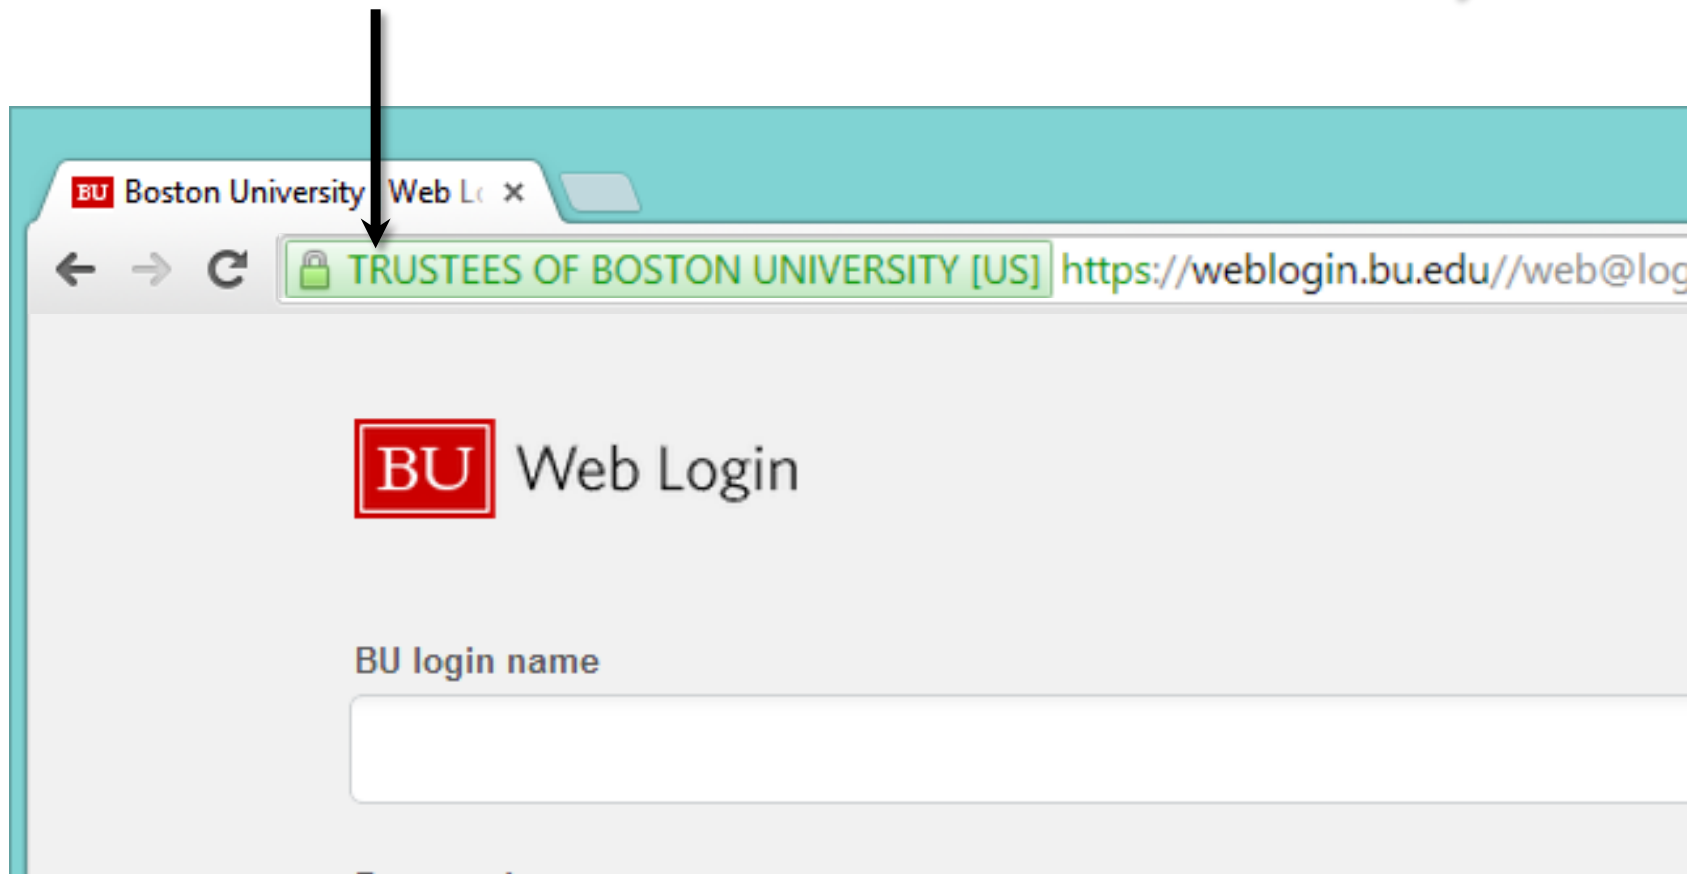 BU Boston University Web Lo
TRUSTEES OF BOSTON UNIVERSITY [US] https://weblogin.bu.edu//web@log
BU Web Login
BU login name